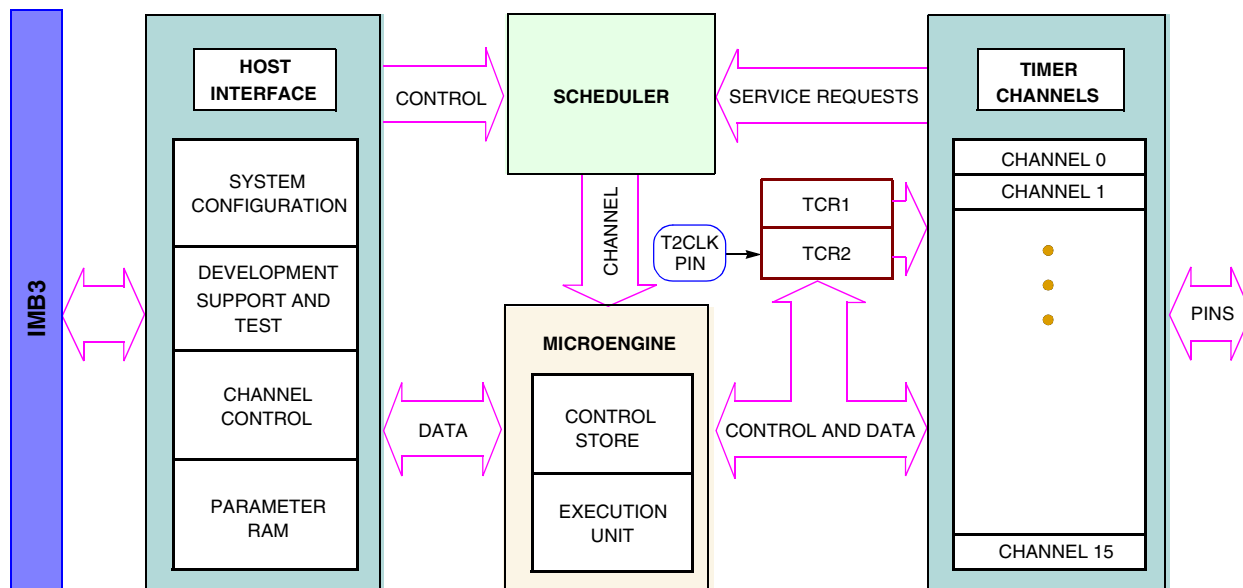 IMB3
HOST
INTERFACE
SYSTEM
CONFIGURATION
DEVELOPMENT
SUPPORT AND
TEST
CHANNEL
CONTROL
PARAMETER
RAM
CONTROL
DATA
SCHEDULER
CHANNEL
MICROENGINE
CONTROL
STORE
EXECUTION
UNIT
SERVICE REQUESTS
T2CLK
PIN
TCR1
TCR2
CONTROL AND DATA
TIMER
CHANNELS
CHANNEL 0
CHANNEL 1
CHANNEL 15
PINS